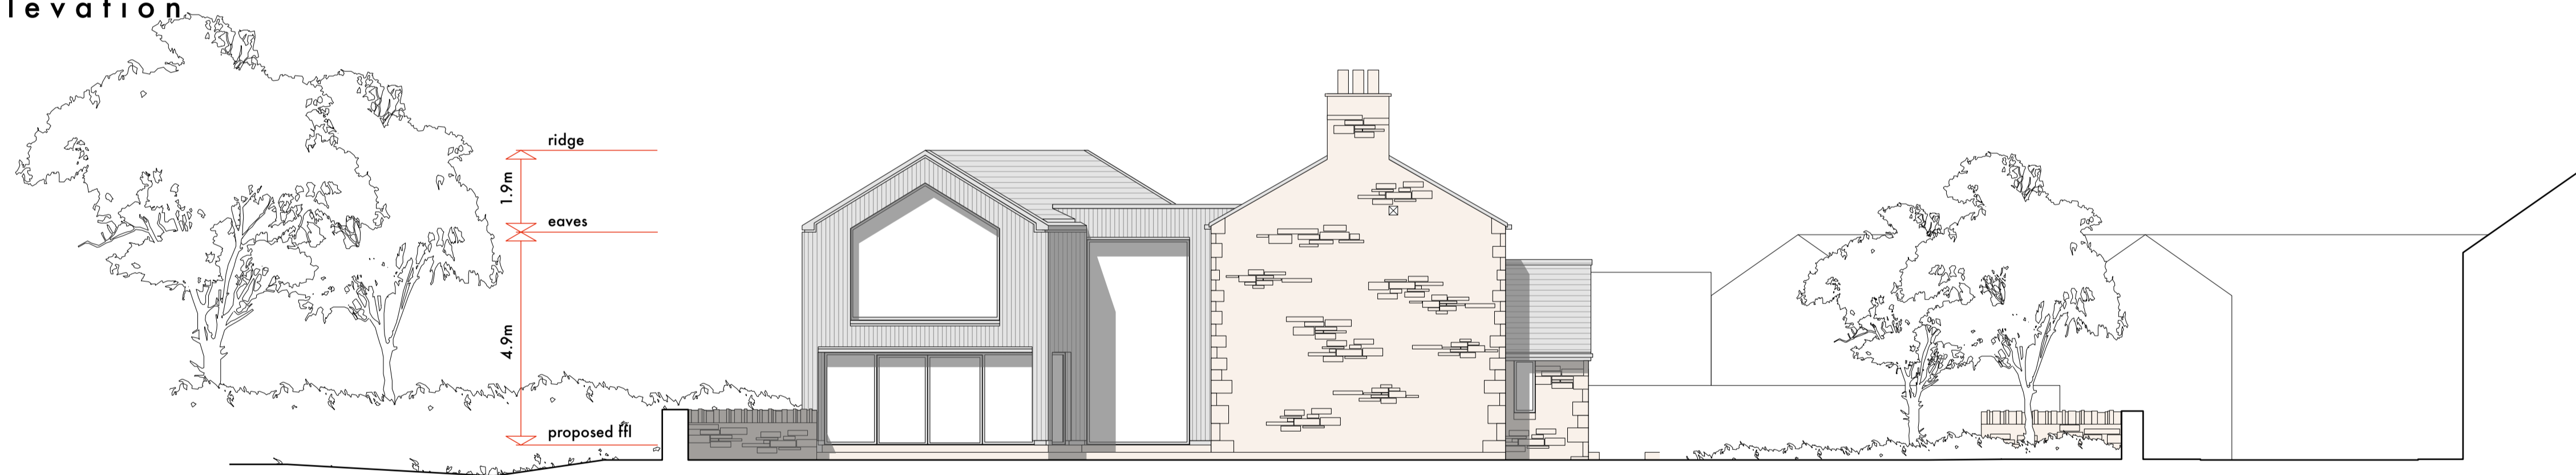 levation
ridge
1.9m
eaves
4.9m
proposed ffl